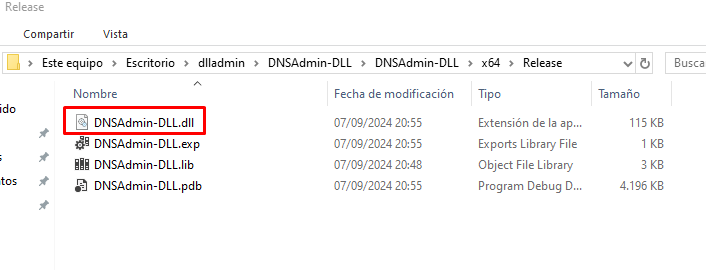 Release
Compartir Vista
Este equipo > Escritorio > dlladmin > DNSAdmin-DLL > DNSAdmin-DLL > x64 > Release
Busca
Nombre Fecha de modificación Tipo Tamaño
DNSAdmin-DLL.dll 07/09/2024 20:55 Extensión de la ap... 115 KB
DNSAdmin-DLL.exp 07/09/2024 20:55 Exports Library File 1 KB
DNSAdmin-DLL.lib 07/09/2024 20:48 Object File Library 3 KB
DNSAdmin-DLL.pdb 07/09/2024 20:55 Program Debug D... 4.196 KB
ido
s
ntos